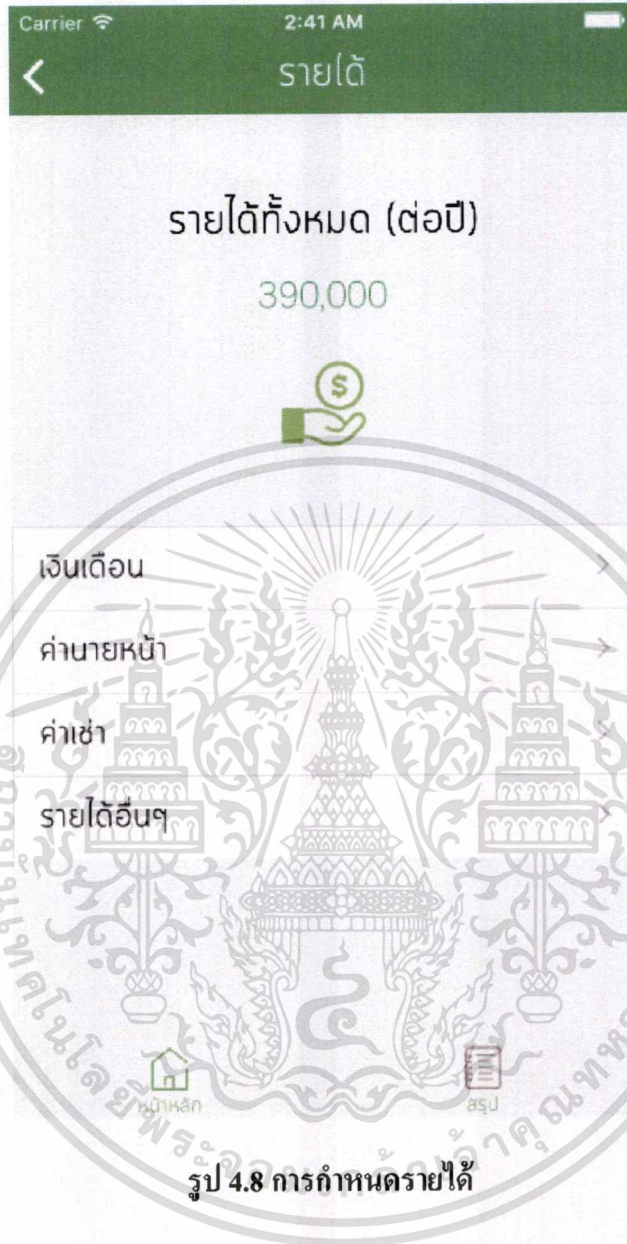 Carrier 2:41 AM
รายได้
รายได้ทั้งหมด (ต่อปี)
390,000
$
เงินเดือน
ค่านายหน้า
ค่าเช่า
รายได้อื่นๆ
หน้าหลัก สรุป
รูป 4.8 การกำหนดรายได้